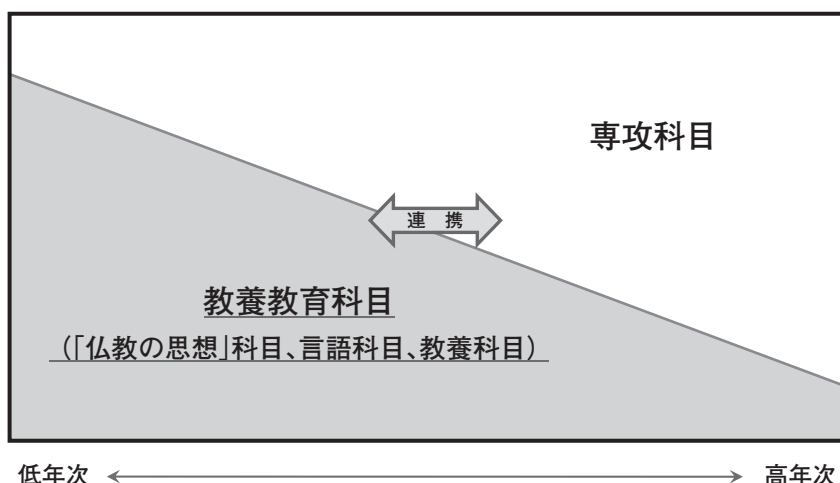 専攻科目
連 携
教養教育科目
(「仏教の思想」科目、言語科目、教養科目)
低年次 高年次